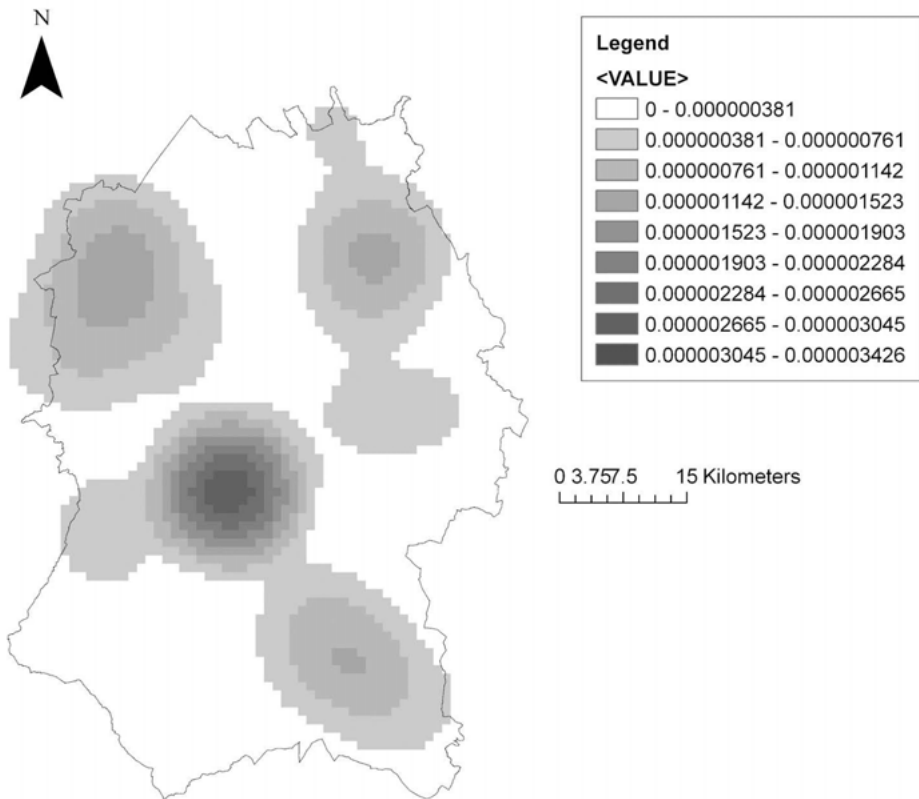 N
Legend
<VALUE>
0 - 0.000000381
0.000000381 - 0.000000761
0.000000761 - 0.000001142
0.000001142 - 0.000001523
0.000001523 - 0.000001903
0.000001903 - 0.000002284
0.000002284 - 0.000002665
0.000002665 - 0.000003045
0.000003045 - 0.000003426
0 3.757.5 15 Kilometers